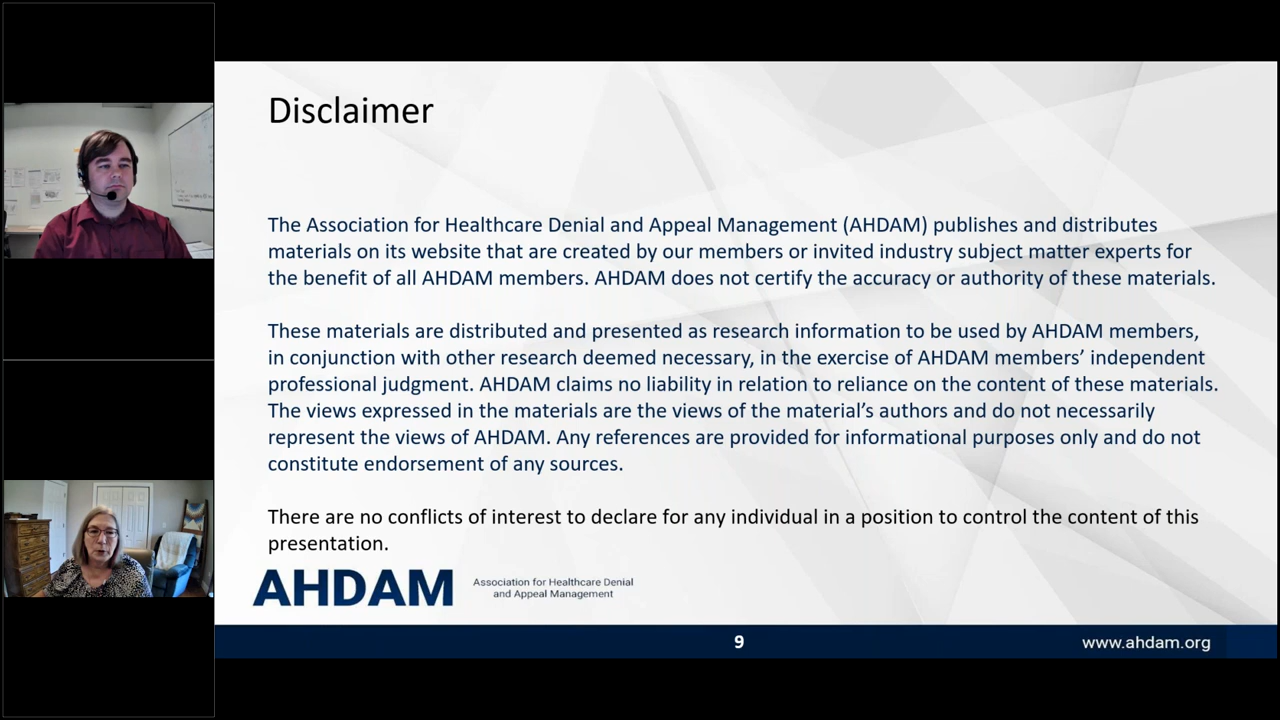 Disclaimer
The Association for Healthcare Denial and Appeal Management (AHDAM) publishes and distributes
materials on its website that are created by our members or invited industry subject matter experts for
the benefit of all AHDAM members. AHDAM does not certify the accuracy or authority of these materials.
These materials are distributed and presented as research information to be used by AHDAM members,
in conjunction with other research deemed necessary, in the exercise of AHDAM members’ independent
professional judgment. AHDAM claims no liability in relation to reliance on the content of these materials.
The views expressed in the materials are the views of the material’s authors and do not necessarily
represent the views of AHDAM. Any references are provided for informational purposes only and do not
constitute endorsement of any sources.
There are no conflicts of interest to declare for any individual in a position to control the content of this
presentation.
AHDAM
Association for Healthcare Denial
and Appeal Management
9
www.ahdam.org